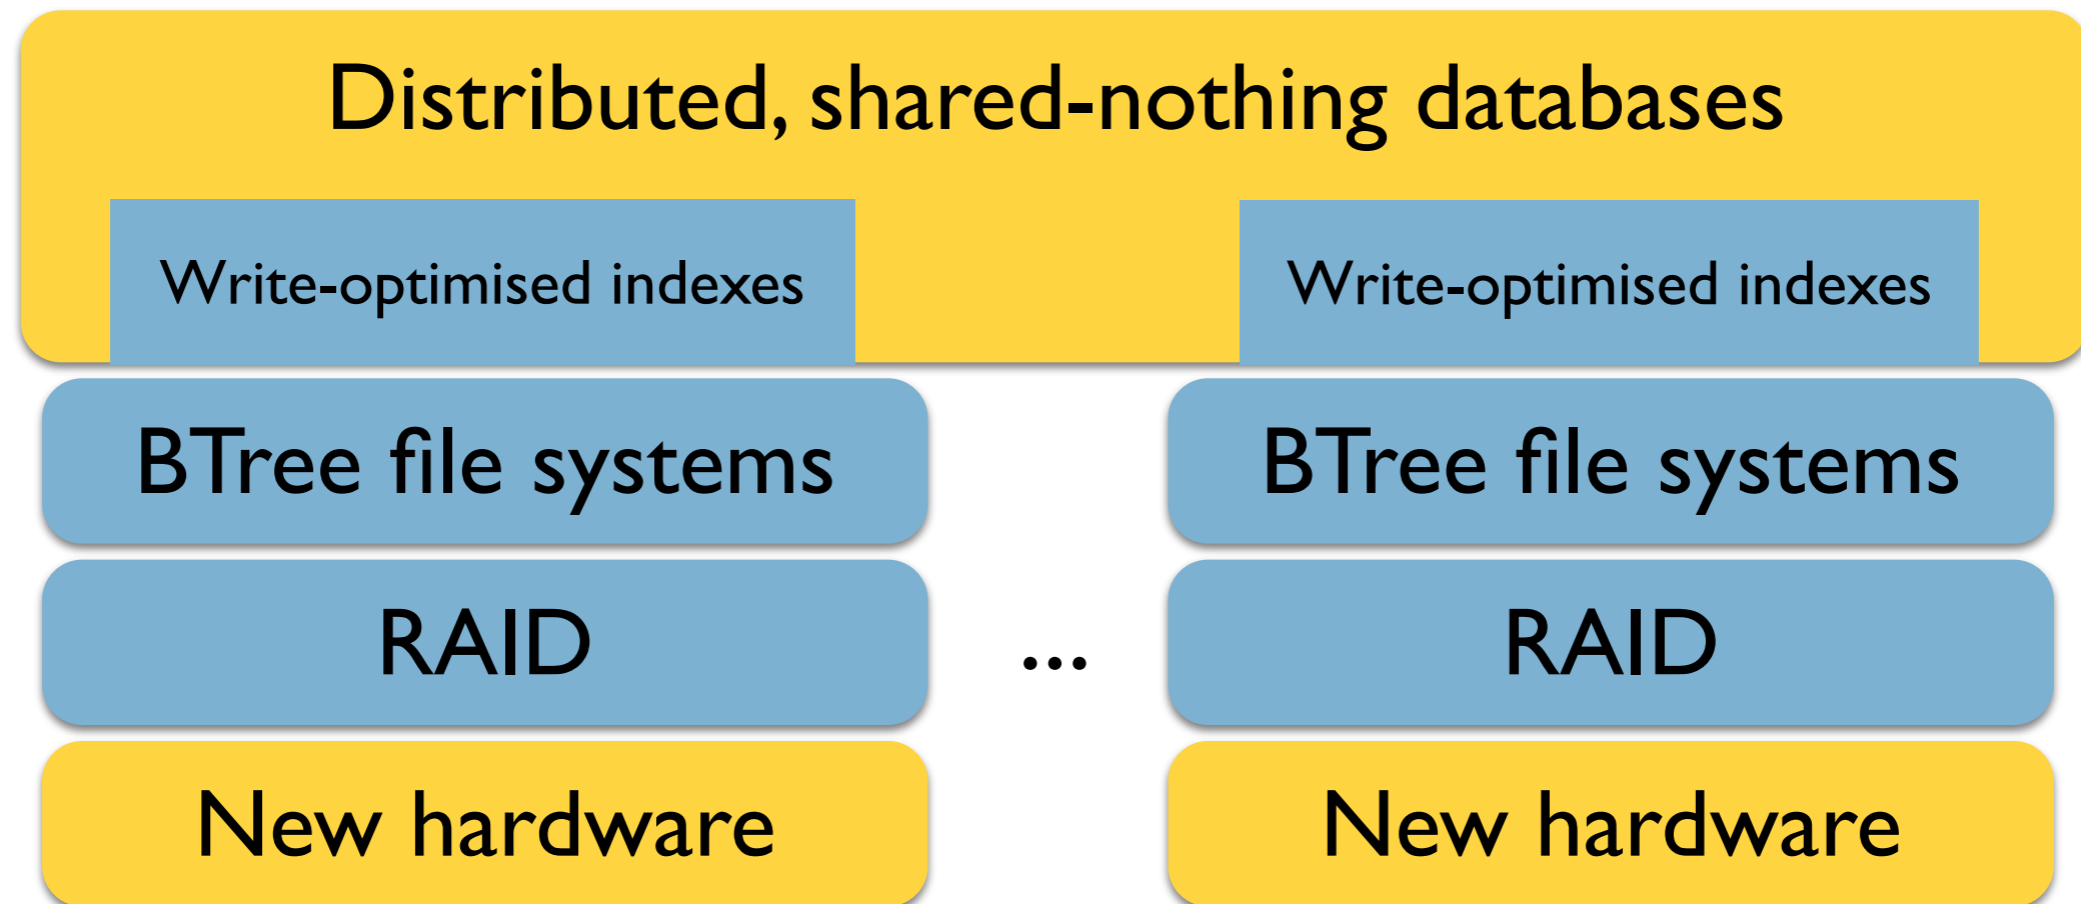 Distributed, shared-nothing databases
Write-optimised indexes
Write-optimised indexes
BTree file systems
BTree file systems
RAID
...
RAID
New hardware
New hardware